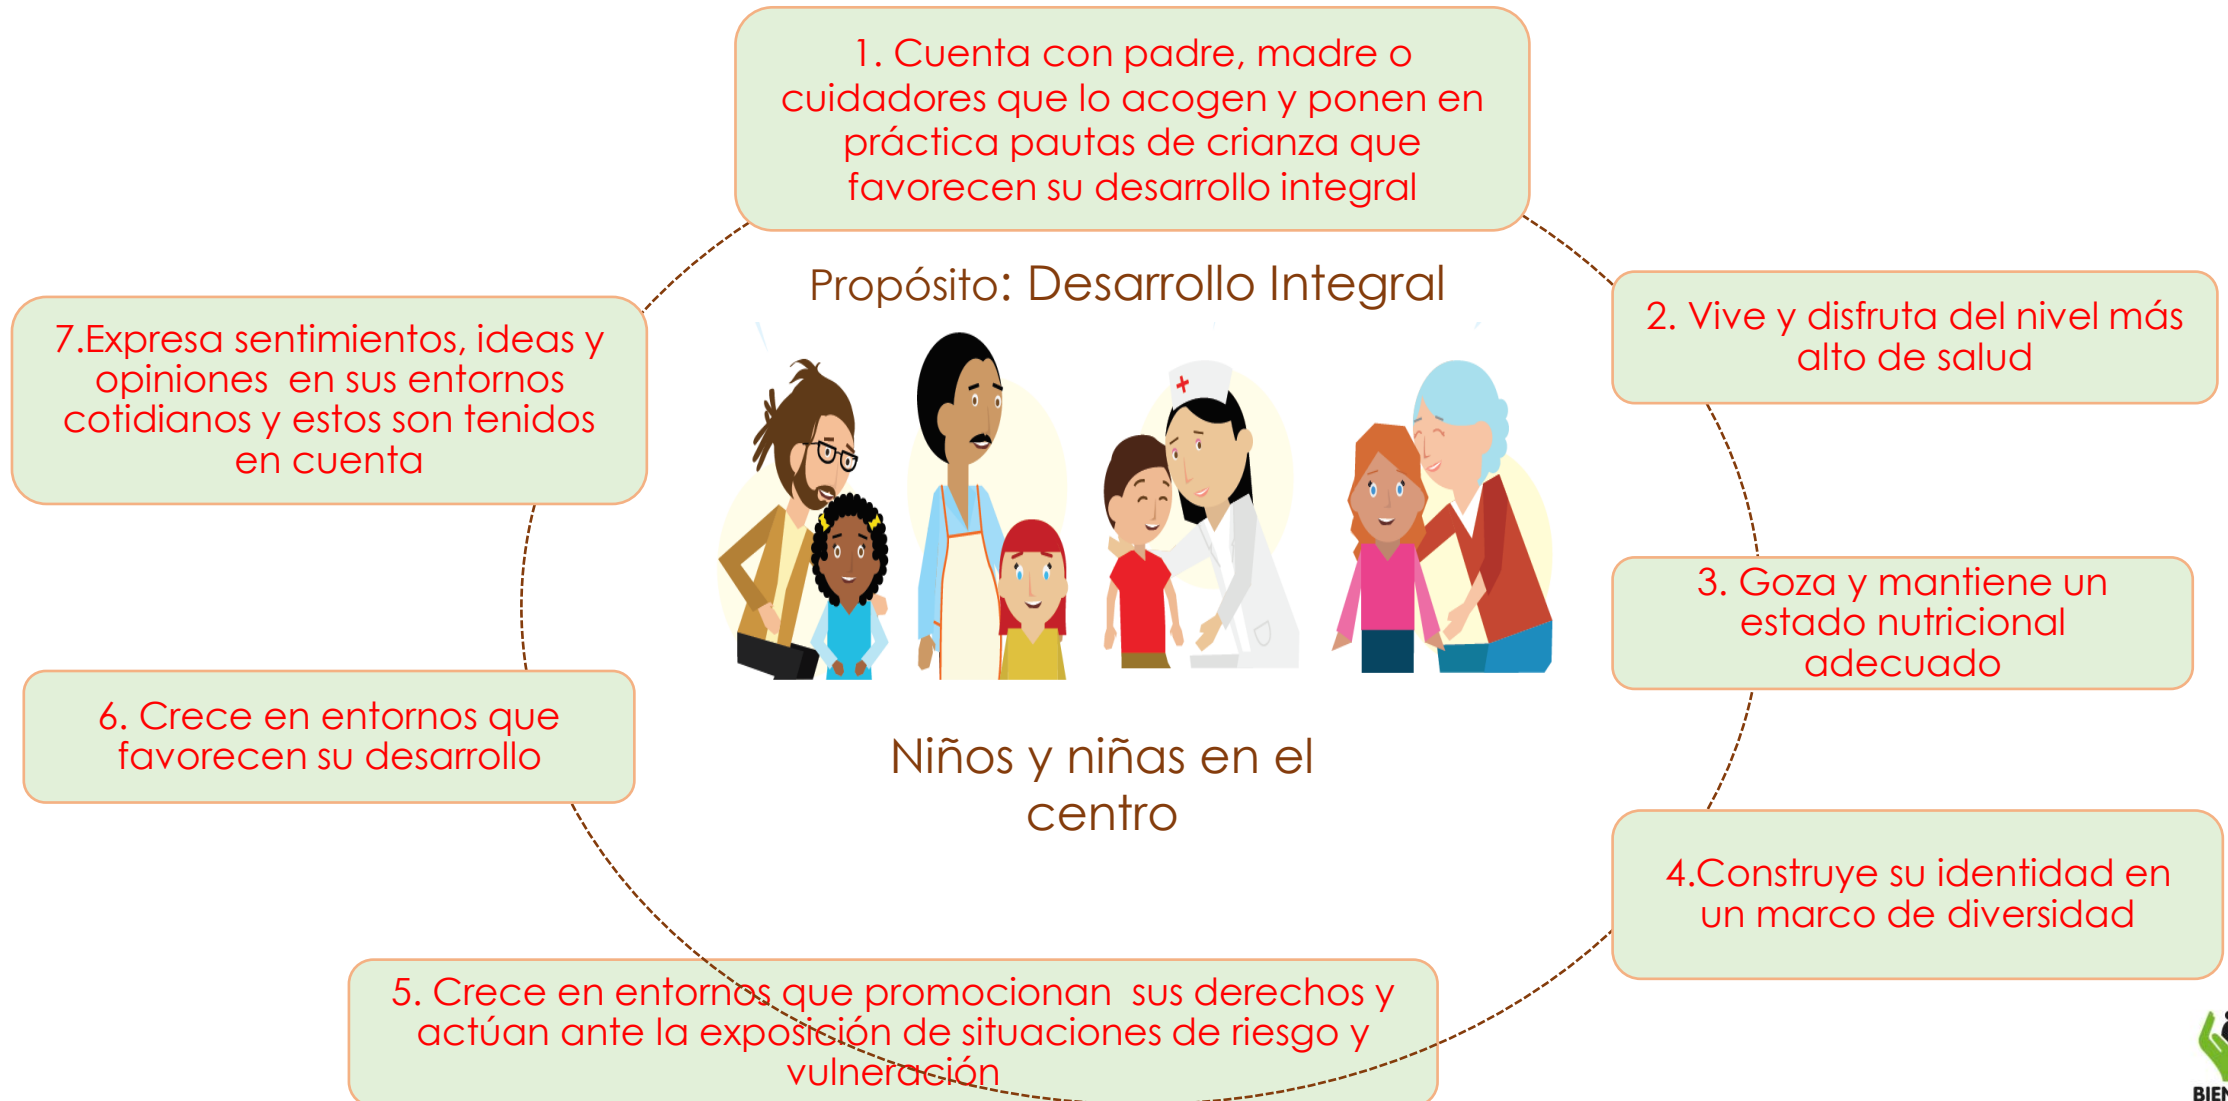 1. Cuenta con padre, madre o
cuidadores que lo acogen y ponen en
práctica pautas de crianza que
favorecen su desarrollo integral
Propósito: Desarrollo Integral
2. Vive y disfruta del nivel más
alto de salud
3. Goza y mantiene un
estado nutricional
adecuado
4.Construye su identidad en
un marco de diversidad
5. Crece en entornos que promocionan  sus derechos y
actúan ante la exposición de situaciones de riesgo y
vulneración
6. Crece en entornos que
favorecen su desarrollo
7.Expresa sentimientos, ideas y
opiniones  en sus entornos
cotidianos y estos son tenidos
en cuenta
Niños y niñas en el
centro